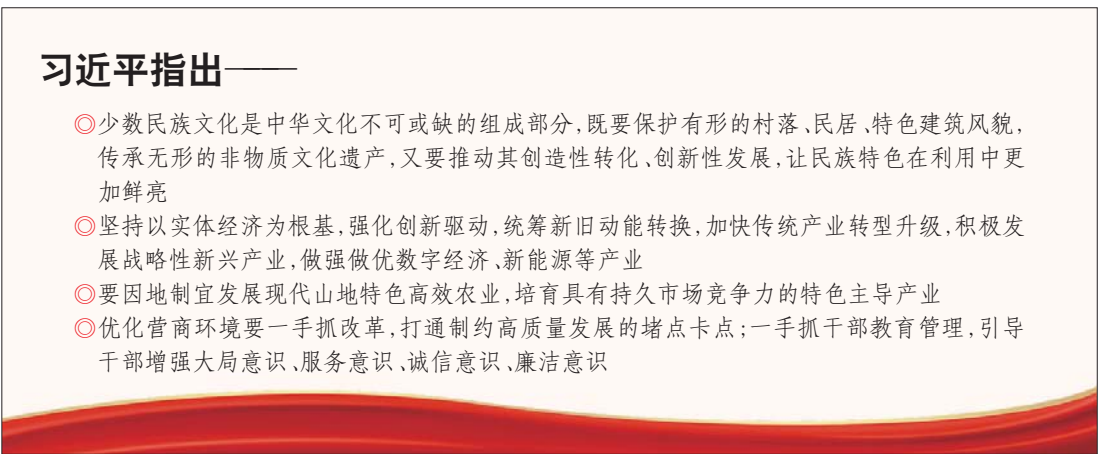 习近平指出——
◎少数民族文化是中华文化不可或缺的组成部分,既要保护有形的村落、民居、特色建筑风貌,
传承无形的非物质文化遗产,又要推动其创造性转化、创新性发展,让民族特色在利用中更
加鲜亮
◎坚持以实体经济为根基,强化创新驱动,统筹新旧动能转换,加快传统产业转型升级,积极发
展战略性新兴产业,做强做优数字经济、新能源等产业
◎要因地制宜发展现代山地特色高效农业,培育具有持久市场竞争力的特色主导产业
◎优化营商环境要一手抓改革,打通制约高质量发展的堵点卡点;一手抓干部教育管理,引导
干部增强大局意识、服务意识、诚信意识、廉洁意识